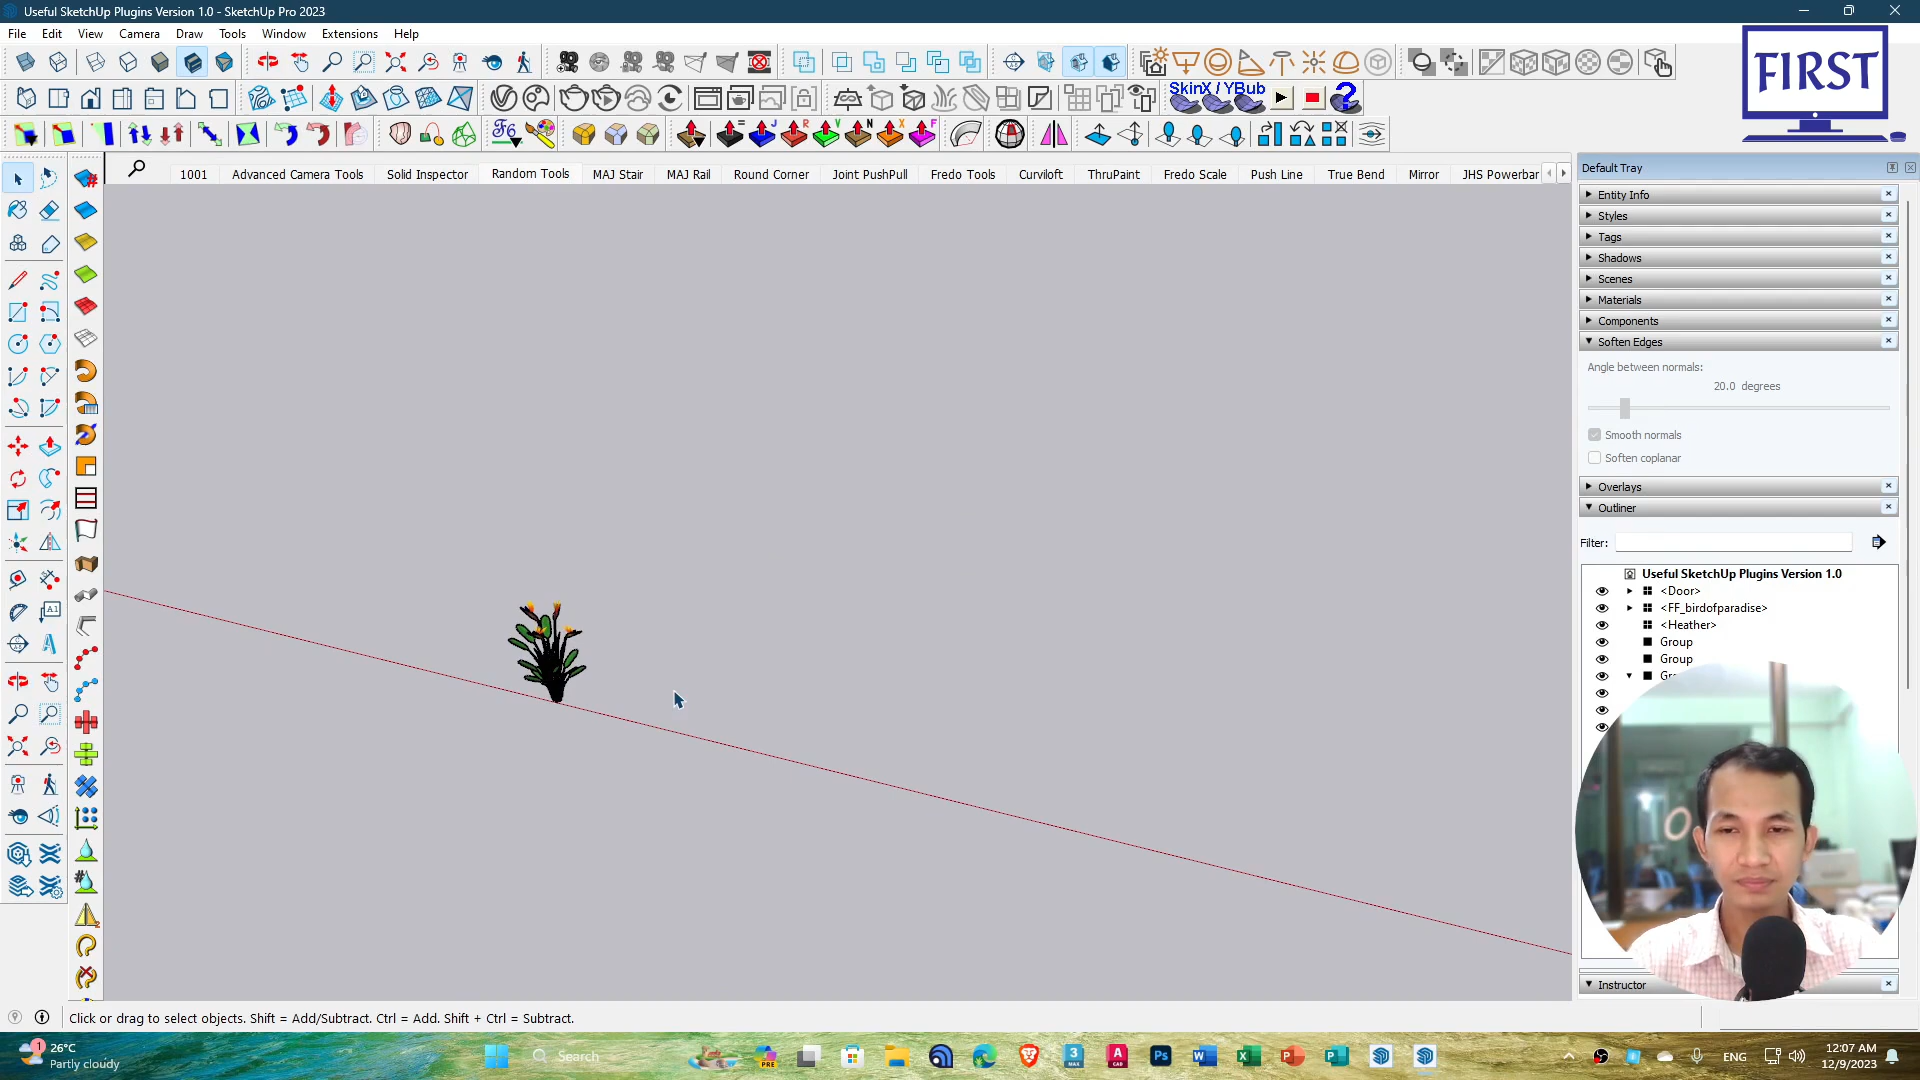 Useful SketchUp Plugins Version 1.0 - SketchUp Pro 2023
File Edit View Camera Draw Tools Window Extensions Help
FIRST
SkinX / YBub
1001 Advanced Camera Tools Solid Inspector Random Tools MAJ Stair MAJ Rail Round Corner Joint PushPull Fredo Tools Curviloft ThruPaint Fredo Scale Push Line True Bend Mirror JHS Powerbar
Default Tray
Entity Info
Styles
Tags
Shadows
Scenes
Materials
Components
Soften Edges
Angle between normals:
20.0 degrees
Smooth normals
Soften coplanar
Overlays
Outliner
Filter:
Useful SketchUp Plugins Version 1.0
<Door>
<FF_birdofparadise>
<Heather>
Group
Group
Instructor
Click or drag to select objects. Shift = Add/Subtract. Ctrl = Add. Shift + Ctrl = Subtract.
26°C
Partly cloudy
Search
ENG
12:07 AM
12/9/2023